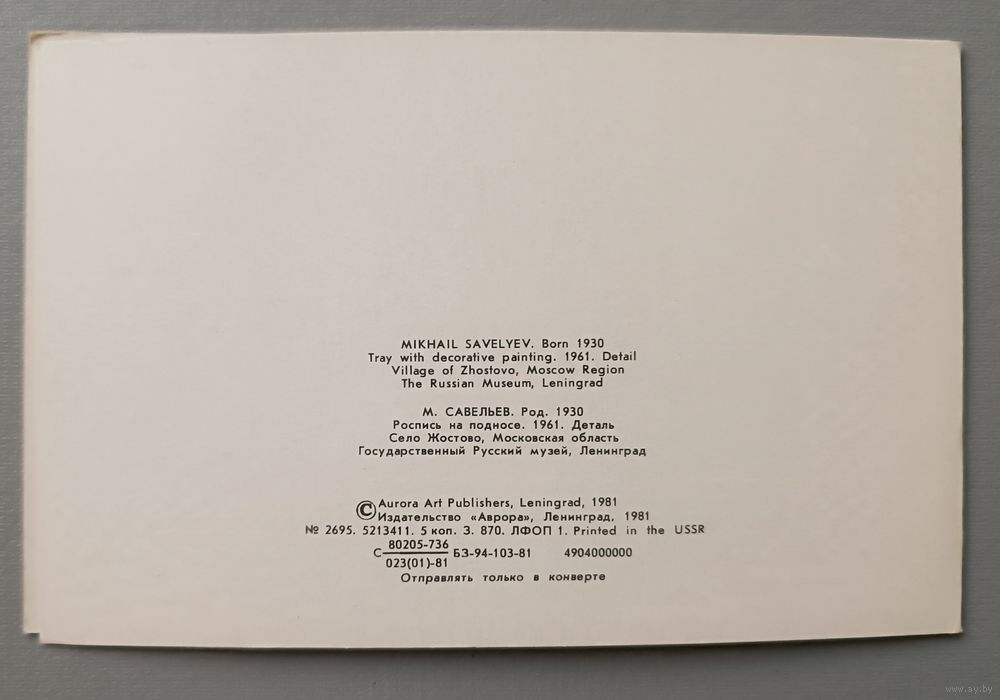 MIKHAIL SAVELYEV. Born 1930
Tray with decorative painting. 1961. Detail
Village of Zhostovo, Moscow Region
The Russian Museum, Leningrad
М. САВЕЛЬЕВ. Род. 1930
Роспись на подносе. 1961. Деталь
Село Жостово, Московская область
Государственный Русский музей, Ленинград
© Aurora Art Publishers, Leningrad, 1981
Издательство «Аврора», Ленинград, 1981
№ 2695. 5213411. 5 коп. З. 870. ЛФОП 1. Printed in the USSR
С 80205-736 БЗ-94-103-81 4904000000
023(01)-81
Отправлять только в конверте
www.ay.by